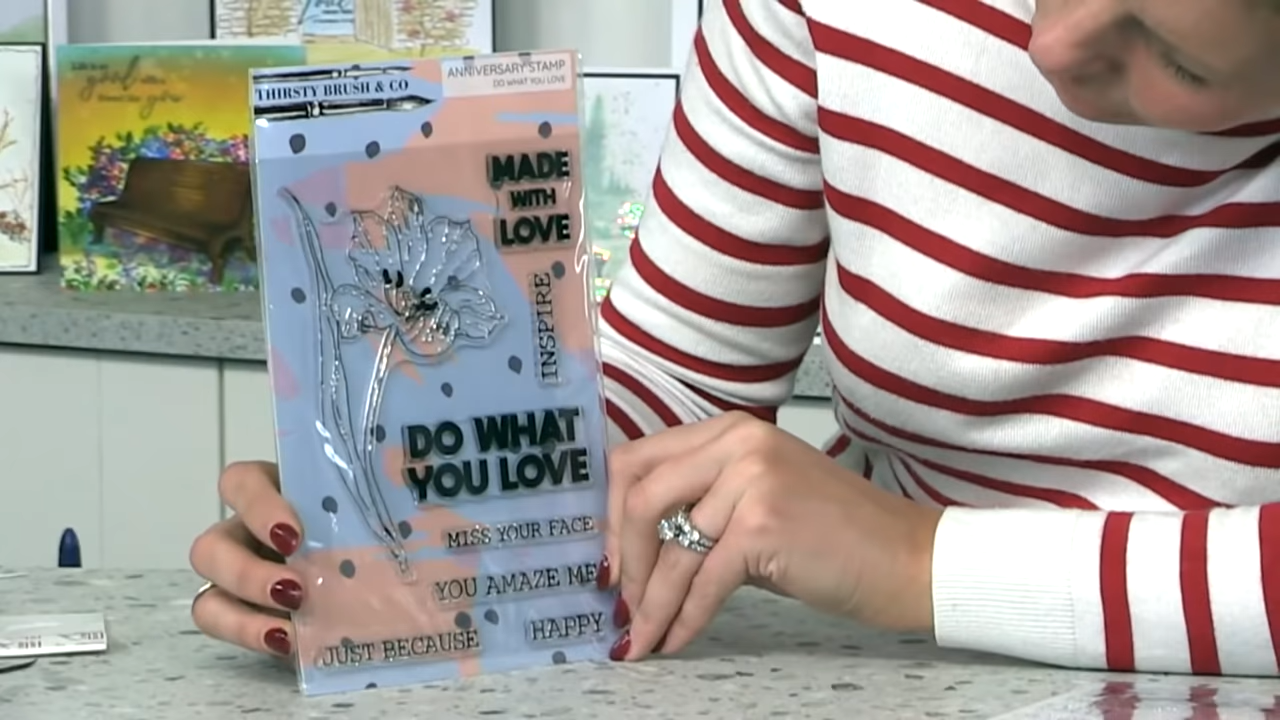 THIRSTY BRUSH & CO
ANNIVERSARY STAMP
DO WHAT YOU LOVE
MADE
WITH
LOVE
INSPIRE
DO WHAT
YOU LOVE
MISS YOUR FACE
YOU AMAZE ME
HAPPY
JUST BECAUSE